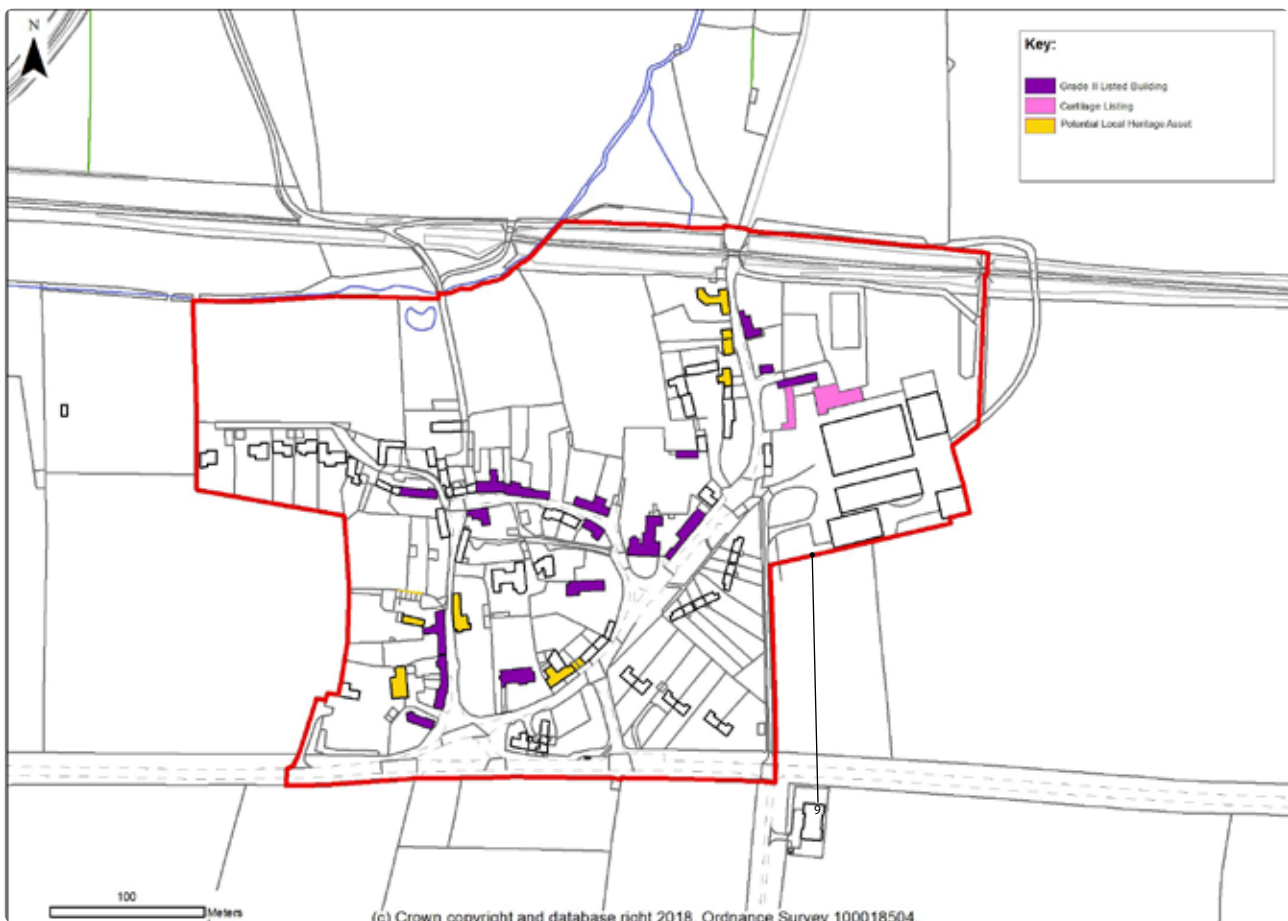 N
Key:
Grade II Listed Building
Curtilage Listing
Potential Local Heritage Asset
9
100
Meters
(c) Crown copyright and database right 2018. Ordnance Survey 100018504